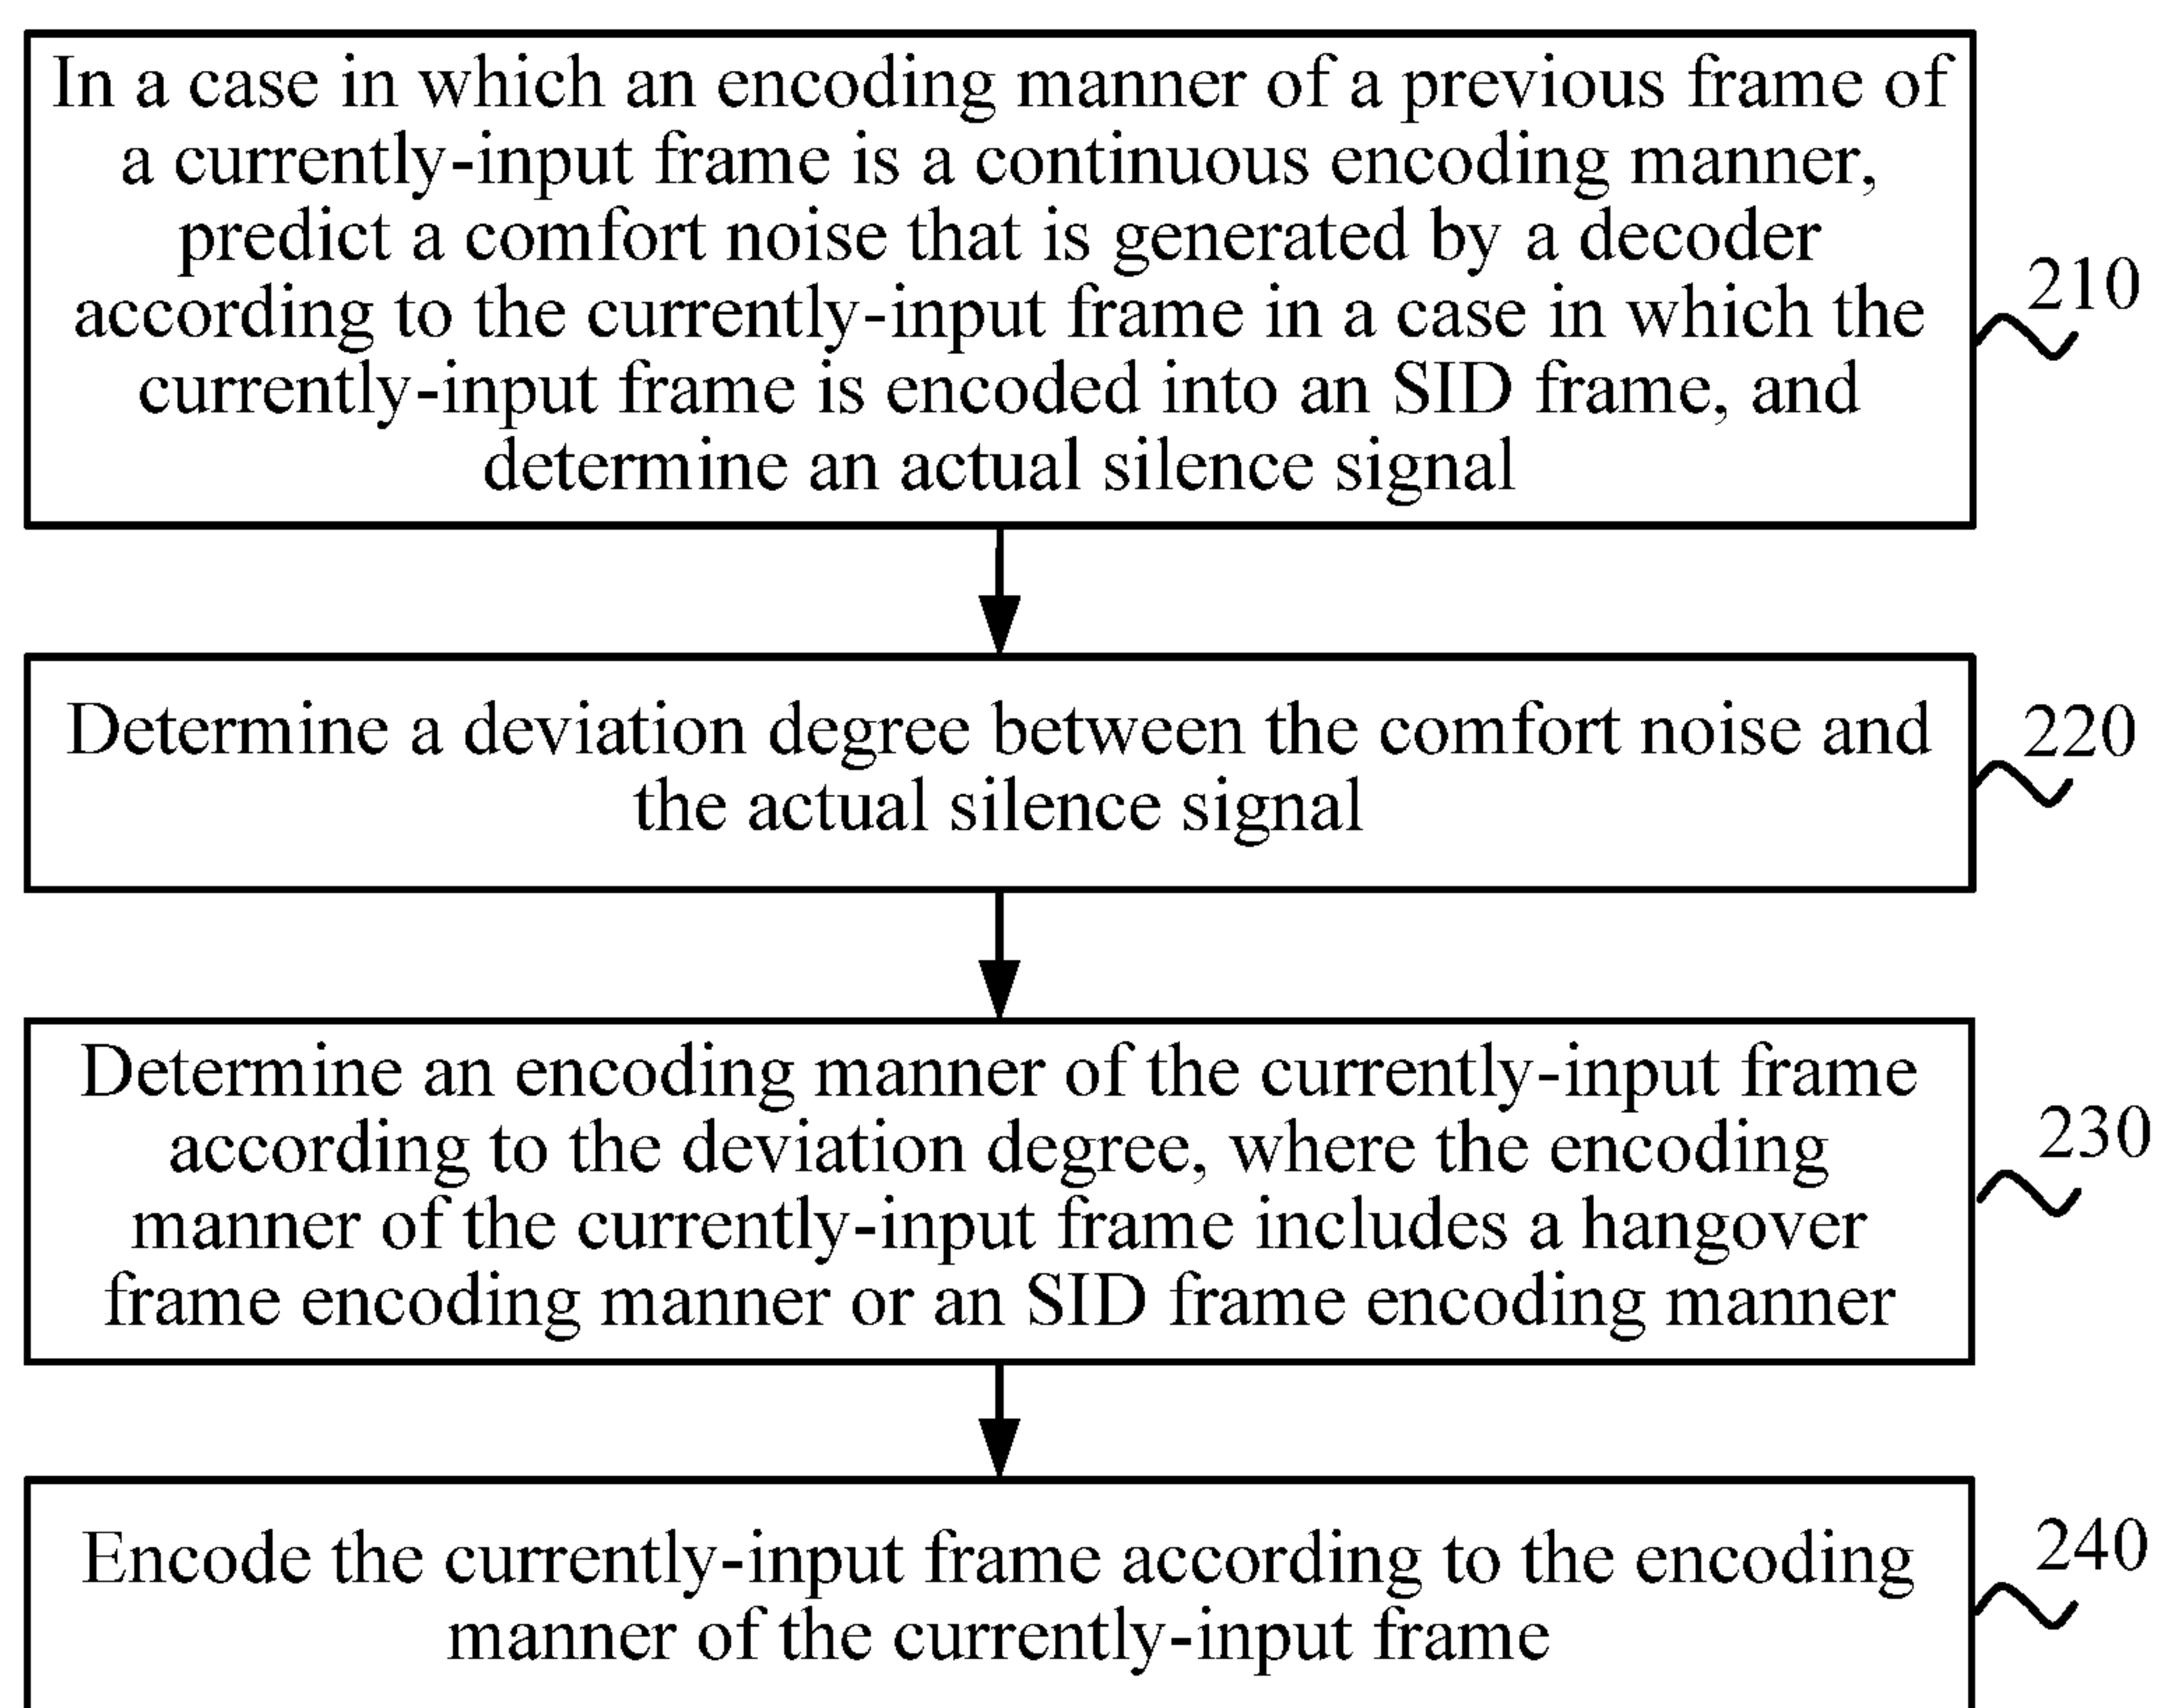 In a case in which an encoding manner of a previous frame of
a currently-input frame is a continuous encoding manner,
predict a comfort noise that is generated by a decoder
according to the currently-input frame in a case in which the
currently-input frame is encoded into an SID frame, and
determine an actual silence signal
210
Determine a deviation degree between the comfort noise and
the actual silence signal
220
Determine an encoding manner of the currently-input frame
according to the deviation degree, where the encoding
manner of the currently-input frame includes a hangover
frame encoding manner or an SID frame encoding manner
230
Encode the currently-input frame according to the encoding
manner of the currently-input frame
240